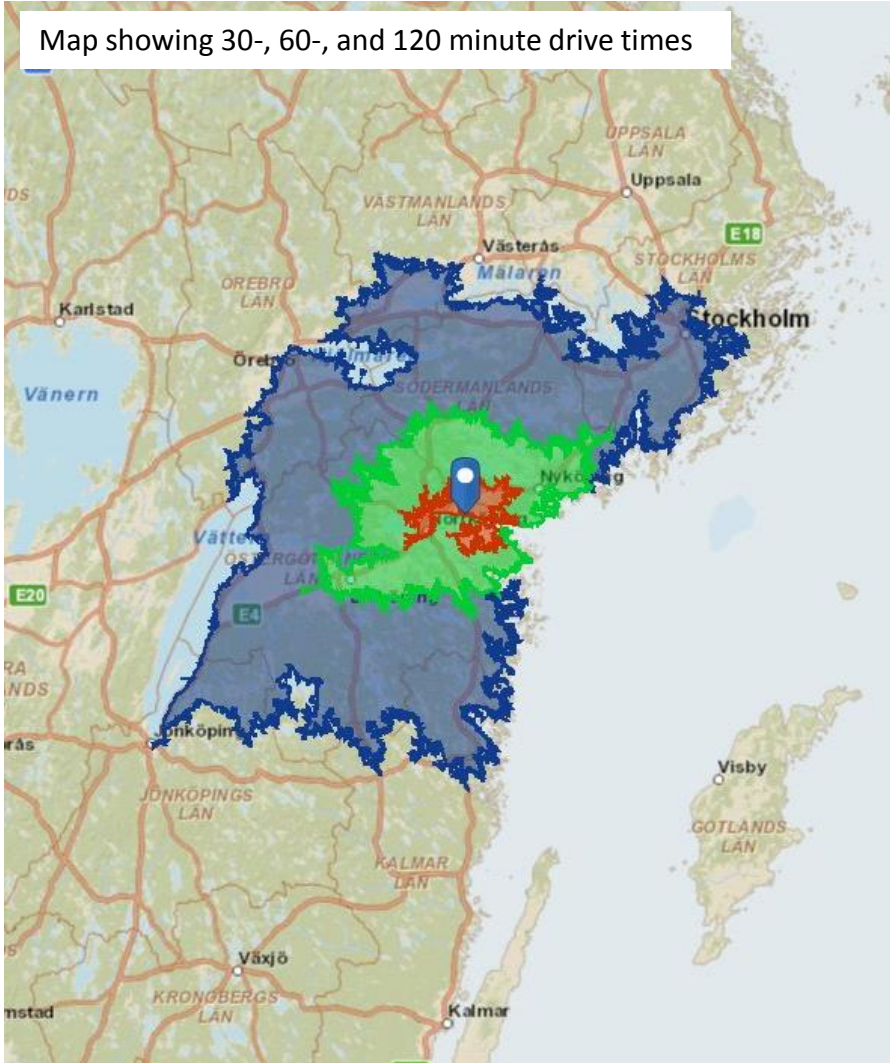 Map showing 30-, 60-, and 120 minute drive times
UPPSALA
LÄN
Uppsala
VÄSTMANLANDS
LÄN
E18
Västerås
Mälaren
STOCKHOLMS
LÄN
ÖREBRO
LÄN
Karlstad
Stockholm
Vänern
SÖDERMANLANDS
LÄN
Vättern
LÄN
E20
E4
Jönköping
Visby
JÖNKÖPINGS
LÄN
GOTLANDS
LÄN
KALMAR
LÄN
Växjö
KRONOBERGS
LÄN
Kalmar